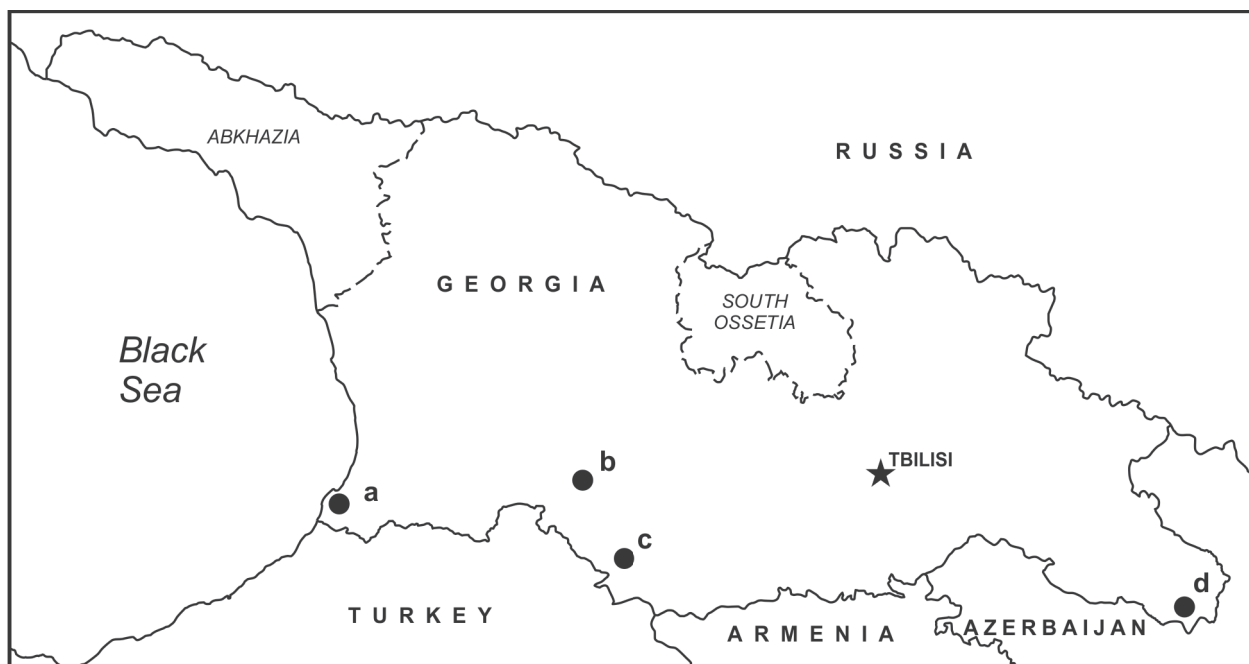 ABKHAZIA
RUSSIA
GEORGIA
SOUTH
OSSETIA
Black
Sea
TBILISI
b
a
c
d
TURKEY
ARMENIA
AZERBAIJAN